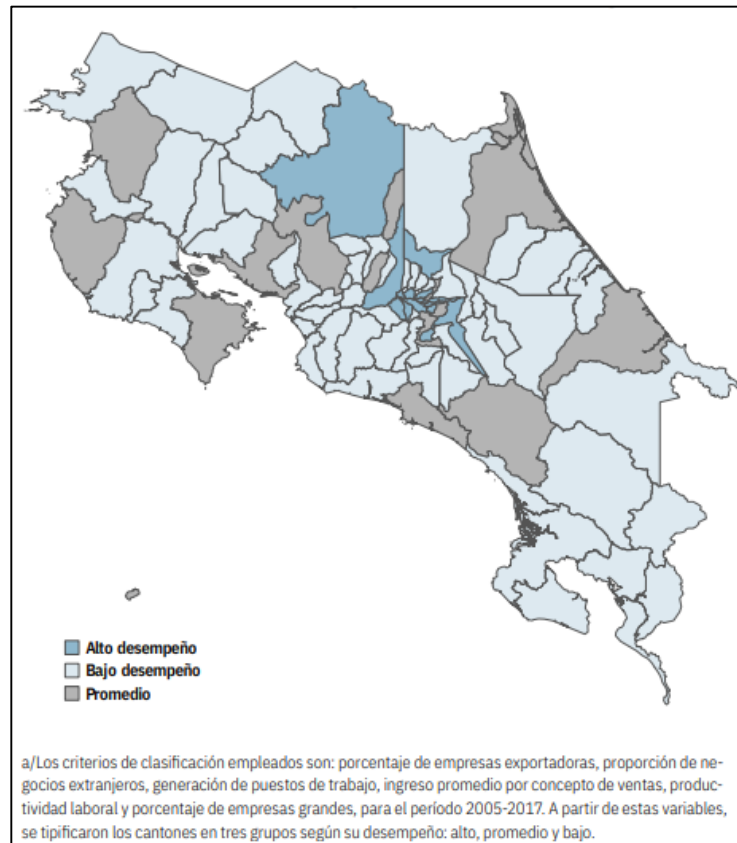 Alto desempeño
Bajo desempeño
Promedio
a/Los criterios de clasificación empleados son: porcentaje de empresas exportadoras, proporción de ne-
gocios extranjeros, generación de puestos de trabajo, ingreso promedio por concepto de ventas, produc-
tividad laboral y porcentaje de empresas grandes, para el período 2005-2017. A partir de estas variables,
se tipificaron los cantones en tres grupos según su desempeño: alto, promedio y bajo.